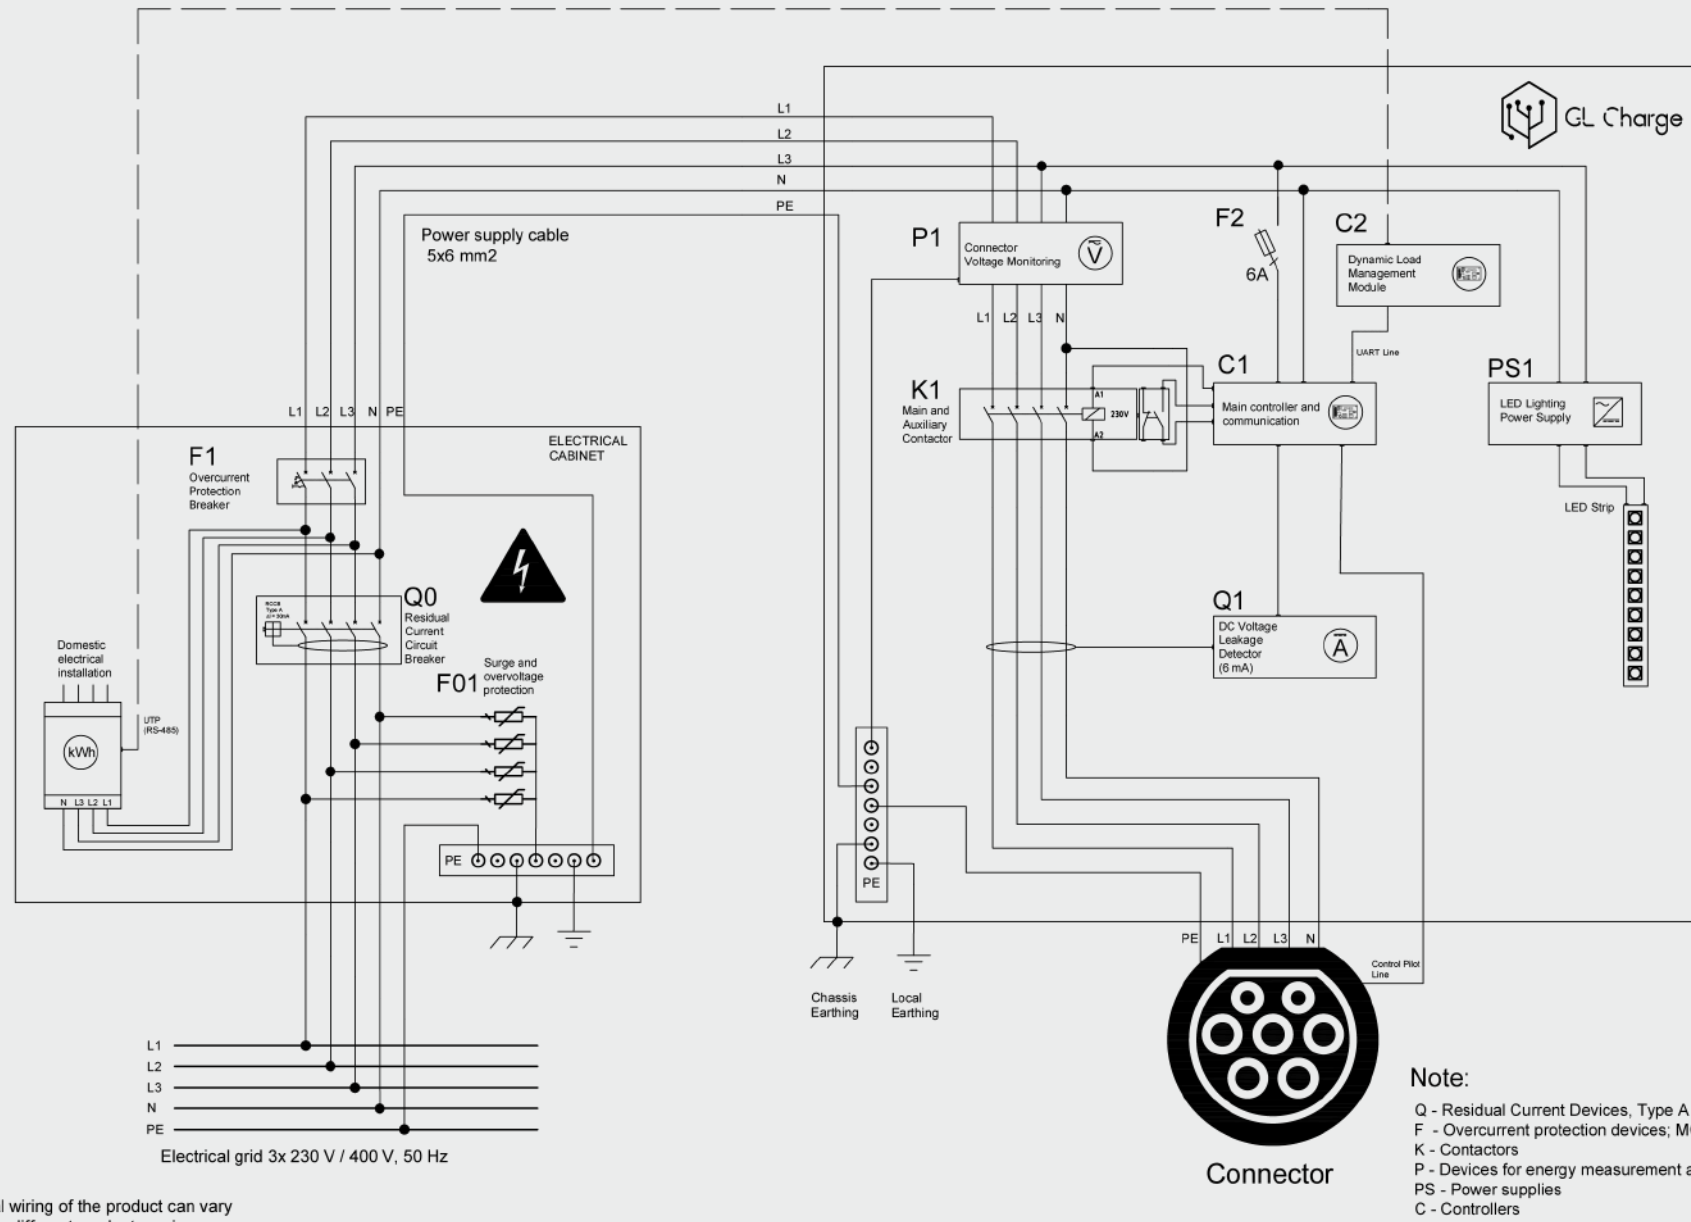 GL Charge
L1
L2
L3
N
PE
Power supply cable
5x6 mm2
P1
Connector
Voltage Monitoring
V
F2
6A
C2
Dynamic Load
Management
Module
UART Line
L1 L2 L3 N
K1
Main and
Auxiliary
Contactor
A1
230V
A2
C1
Main controller and
communication
PS1
LED Lighting
Power Supply
LED Strip
L1 L2 L3 N PE
ELECTRICAL
CABINET
F1
Overcurrent
Protection
Breaker
Q0
Residual
Current
Circuit
Breaker
RCCB
Type A
Q1
DC Voltage
Leakage
Detector
(6 mA)
A
Domestic
electrical
installation
UTP
(RS-485)
kWh
N L3 L2 L1
F01
Surge and
overvoltage
protection
PE
PE
Chassis
Earthing
Local
Earthing
PE L1 L2 L3 N
Control Pilot
Line
Connector
L1
L2
L3
N
PE
Electrical grid 3x 230 V / 400 V, 50 Hz
Note:
Q - Residual Current Devices, Type A
F - Overcurrent protection devices;
K - Contactors
P - Devices for energy measurement
PS - Power supplies
C - Controllers
wiring of the product can vary